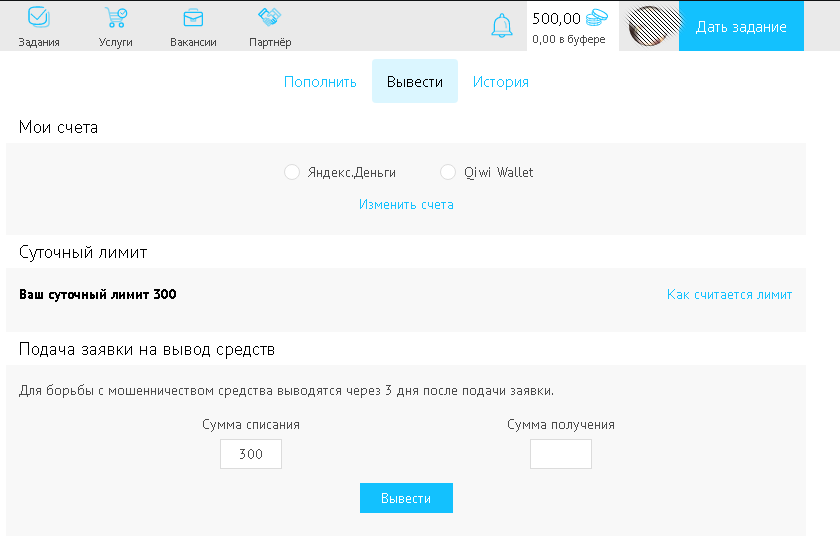 Задания
Услуги
Вакансии
Партнёр
500,00
0,00 в буфере
Дать задание
Пополнить
Вывести
История
Мои счета
Яндекс.Деньги
Qiwi Wallet
Изменить счета
Суточный лимит
Ваш суточный лимит 300
Как считается лимит
Подача заявки на вывод средств
Для борьбы с мошенничеством средства выводятся через 3 дня после подачи заявки.
Сумма списания
Сумма получения
300
Вывести